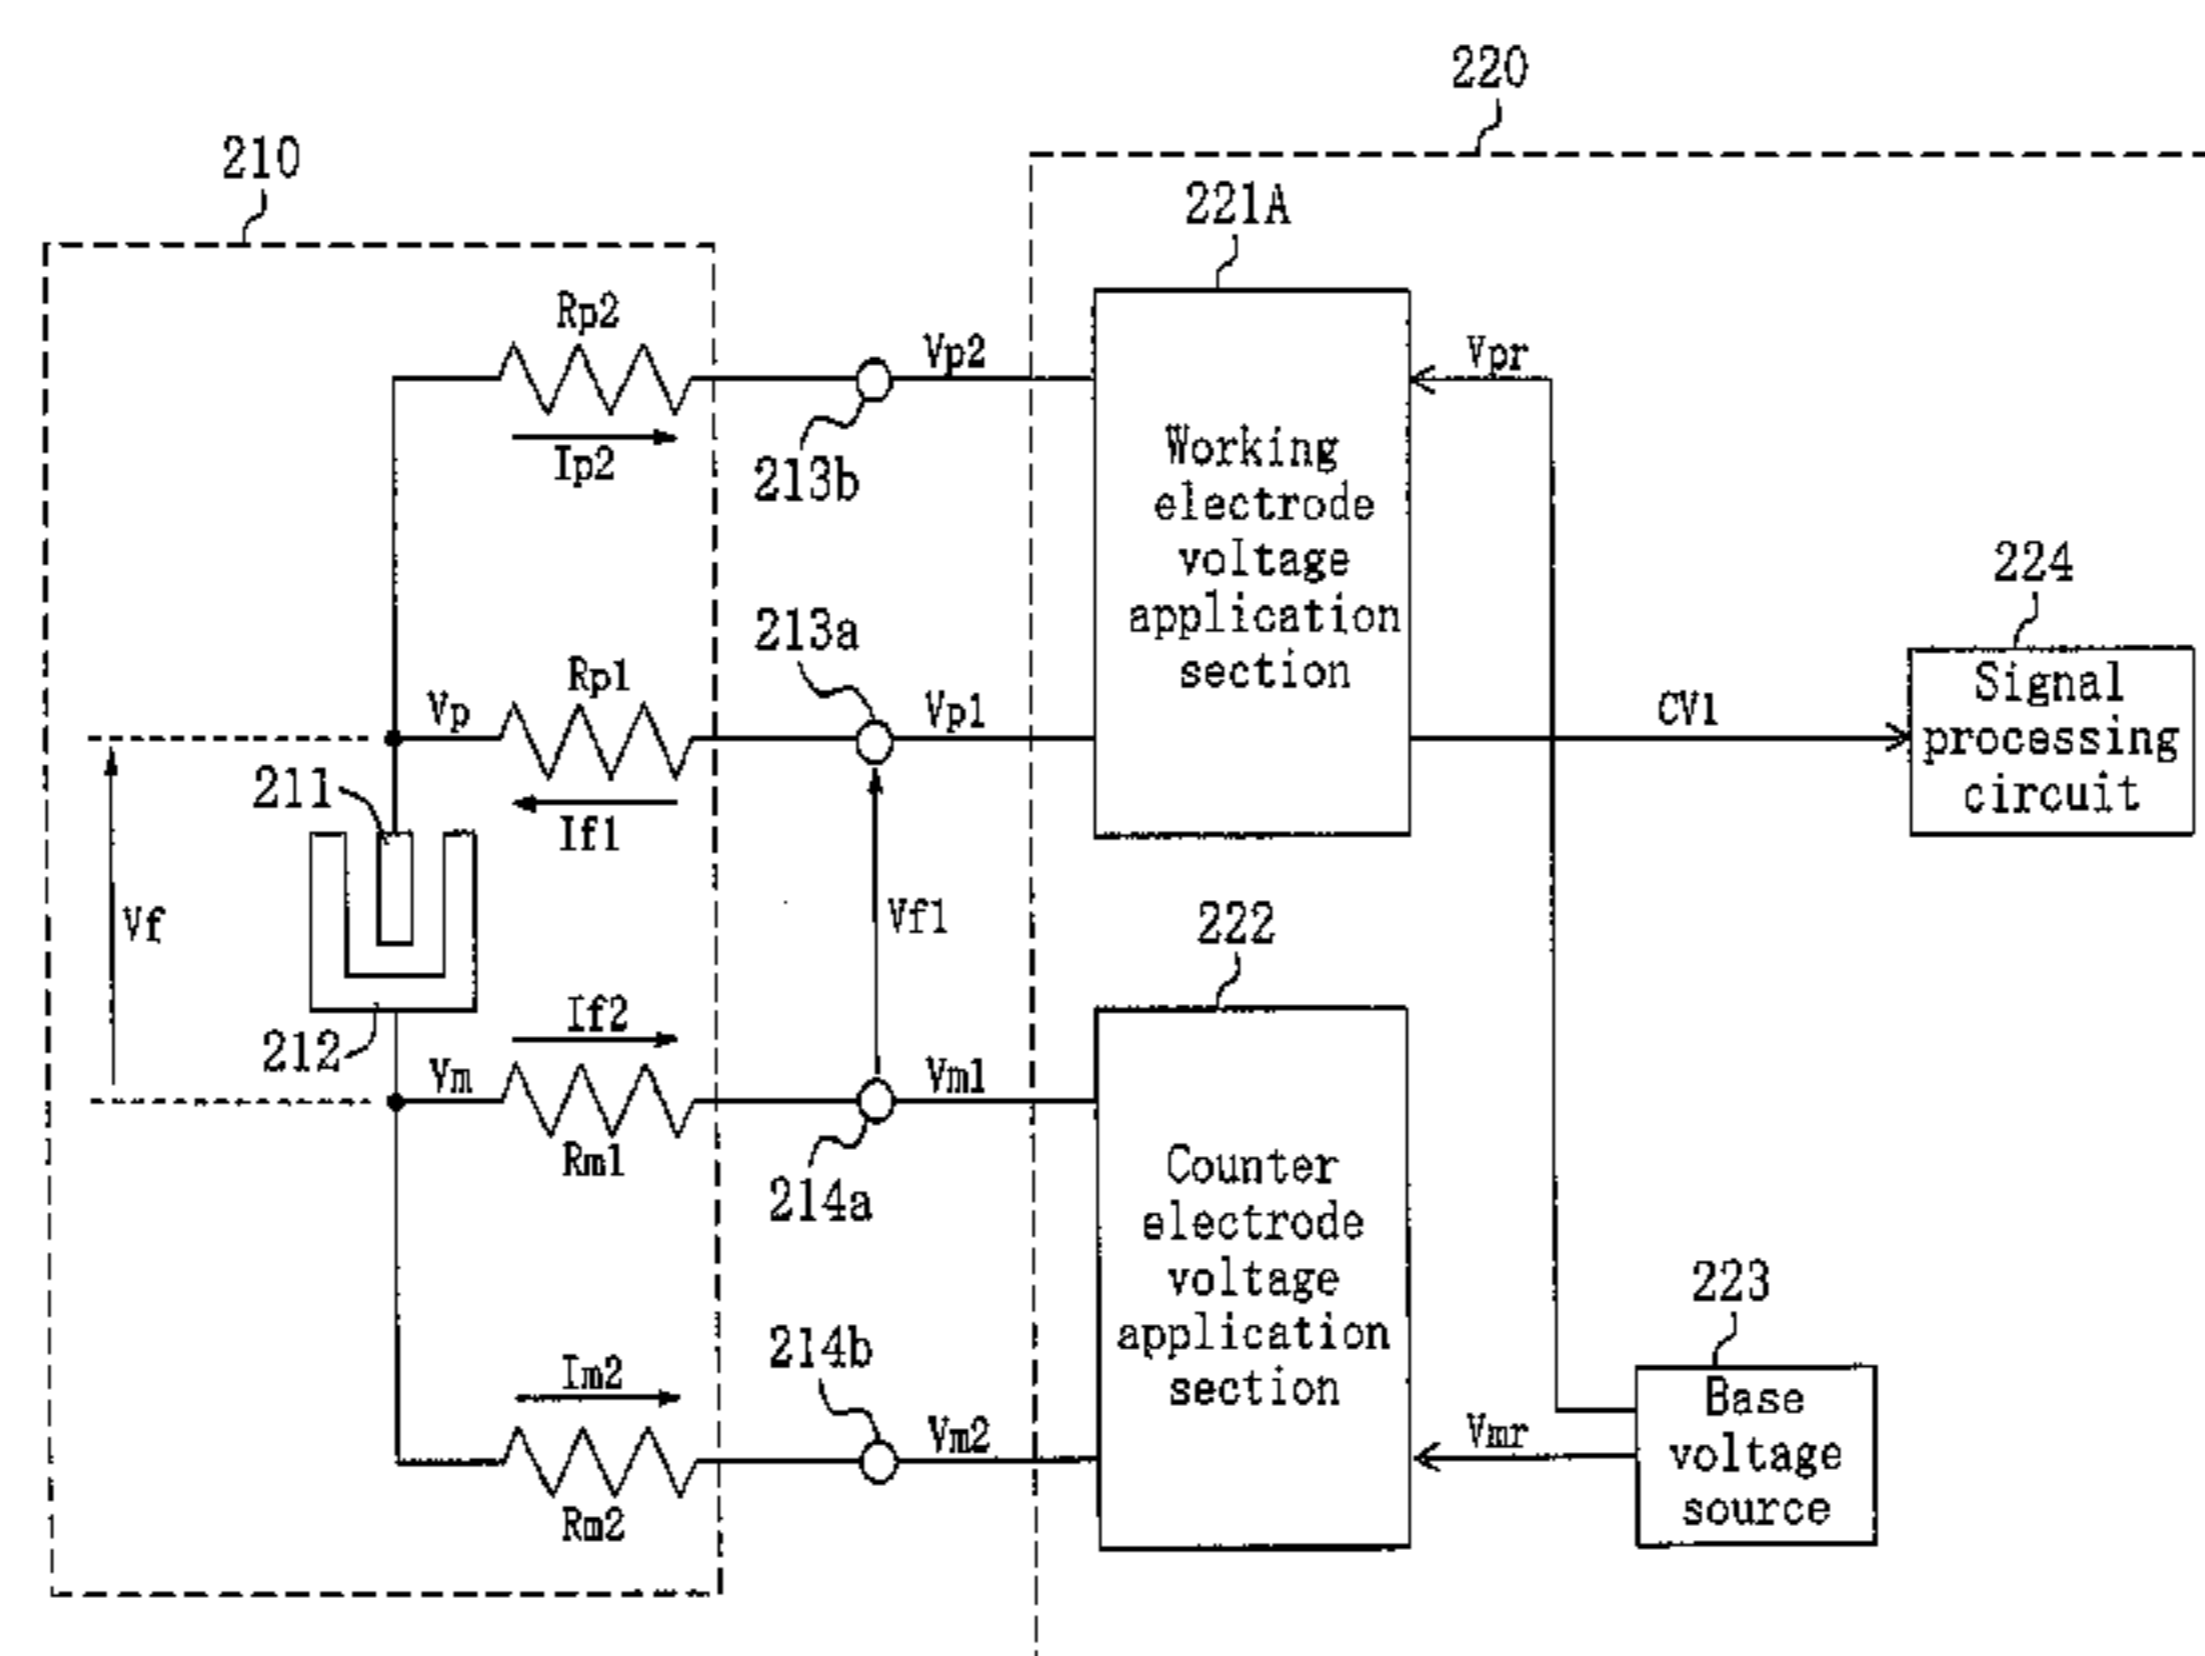 220
210
221A
Rp2
Vp2
Vpr
Ip2
213b
Working
electrode
voltage
application
section
224
213a
Rp1
Vp
Vp1
CV1
Signal
processing
circuit
211
If1
Vf
Vf1
222
If2
212
Vm
Vm1
Rm1
214a
Counter
electrode
voltage
application
section
223
214b
Im2
Vm2
Vmr
Base
voltage
source
Rm2